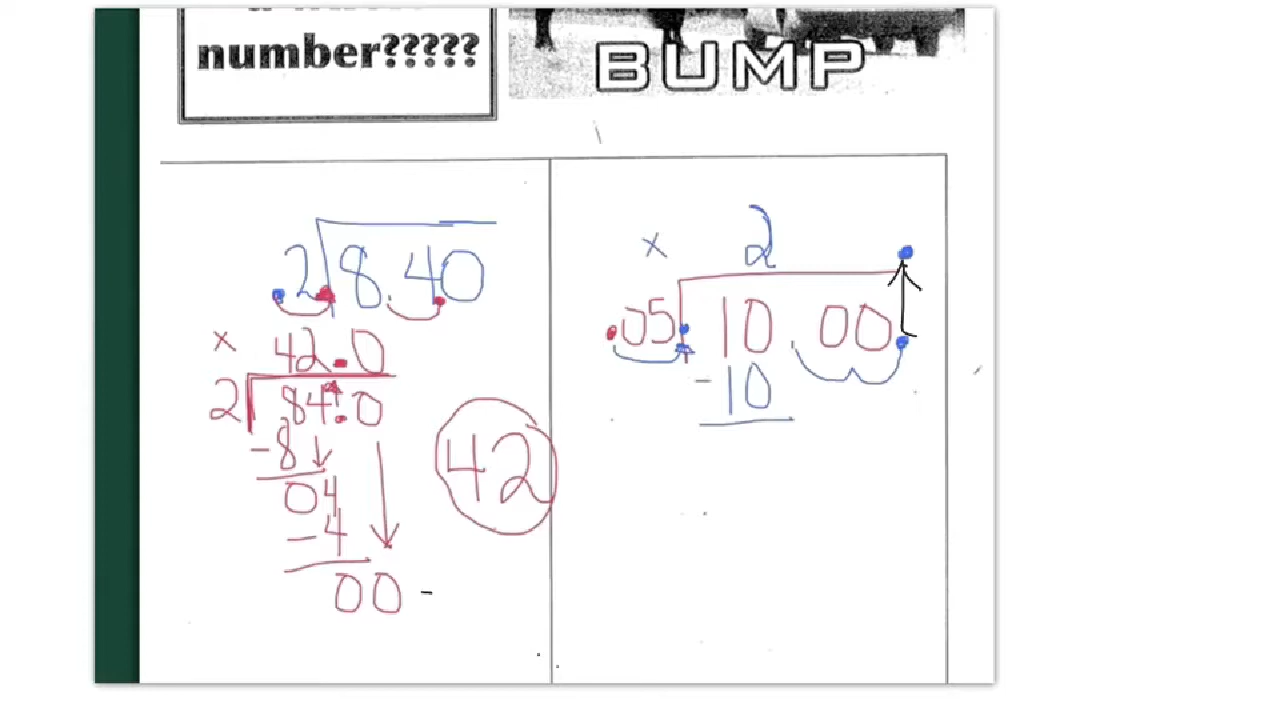 number?????
BUMP
.2 8.40
x 42.0
2 84.0
-8
04
-4
00 -
42
x 2 .
.05. 10.00.
-10